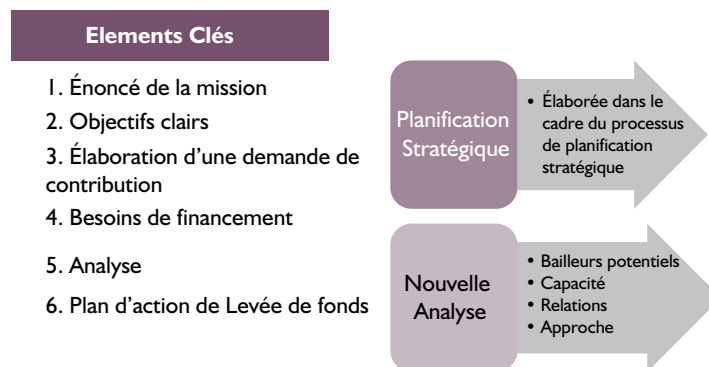 Elements Clés
1. Énoncé de la mission
2. Objectifs clairs
3. Élaboration d’une demande de
contribution
4. Besoins de financement
5. Analyse
6. Plan d’action de Levée de fonds
Planification
Stratégique
• Élaborée dans le
cadre du processus
de planification
stratégique
Nouvelle
Analyse
• Bailleurs potentiels
• Capacité
• Relations
• Approche